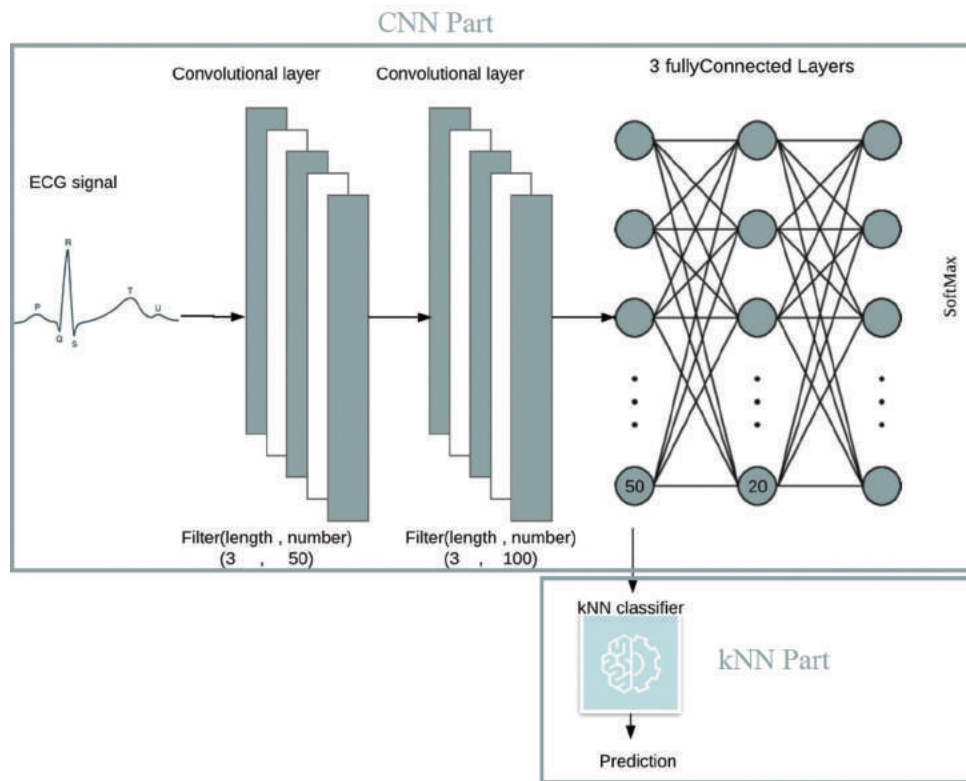 CNN Part
Convolutional layer
Convolutional layer
3 fullyConnected Layers
ECG signal
R
P
T
U
Q
S
SoftMax
50
20
Filter(length , number)
(3 , 50)
Filter(length , number)
(3 , 100)
kNN classifier
kNN Part
Prediction